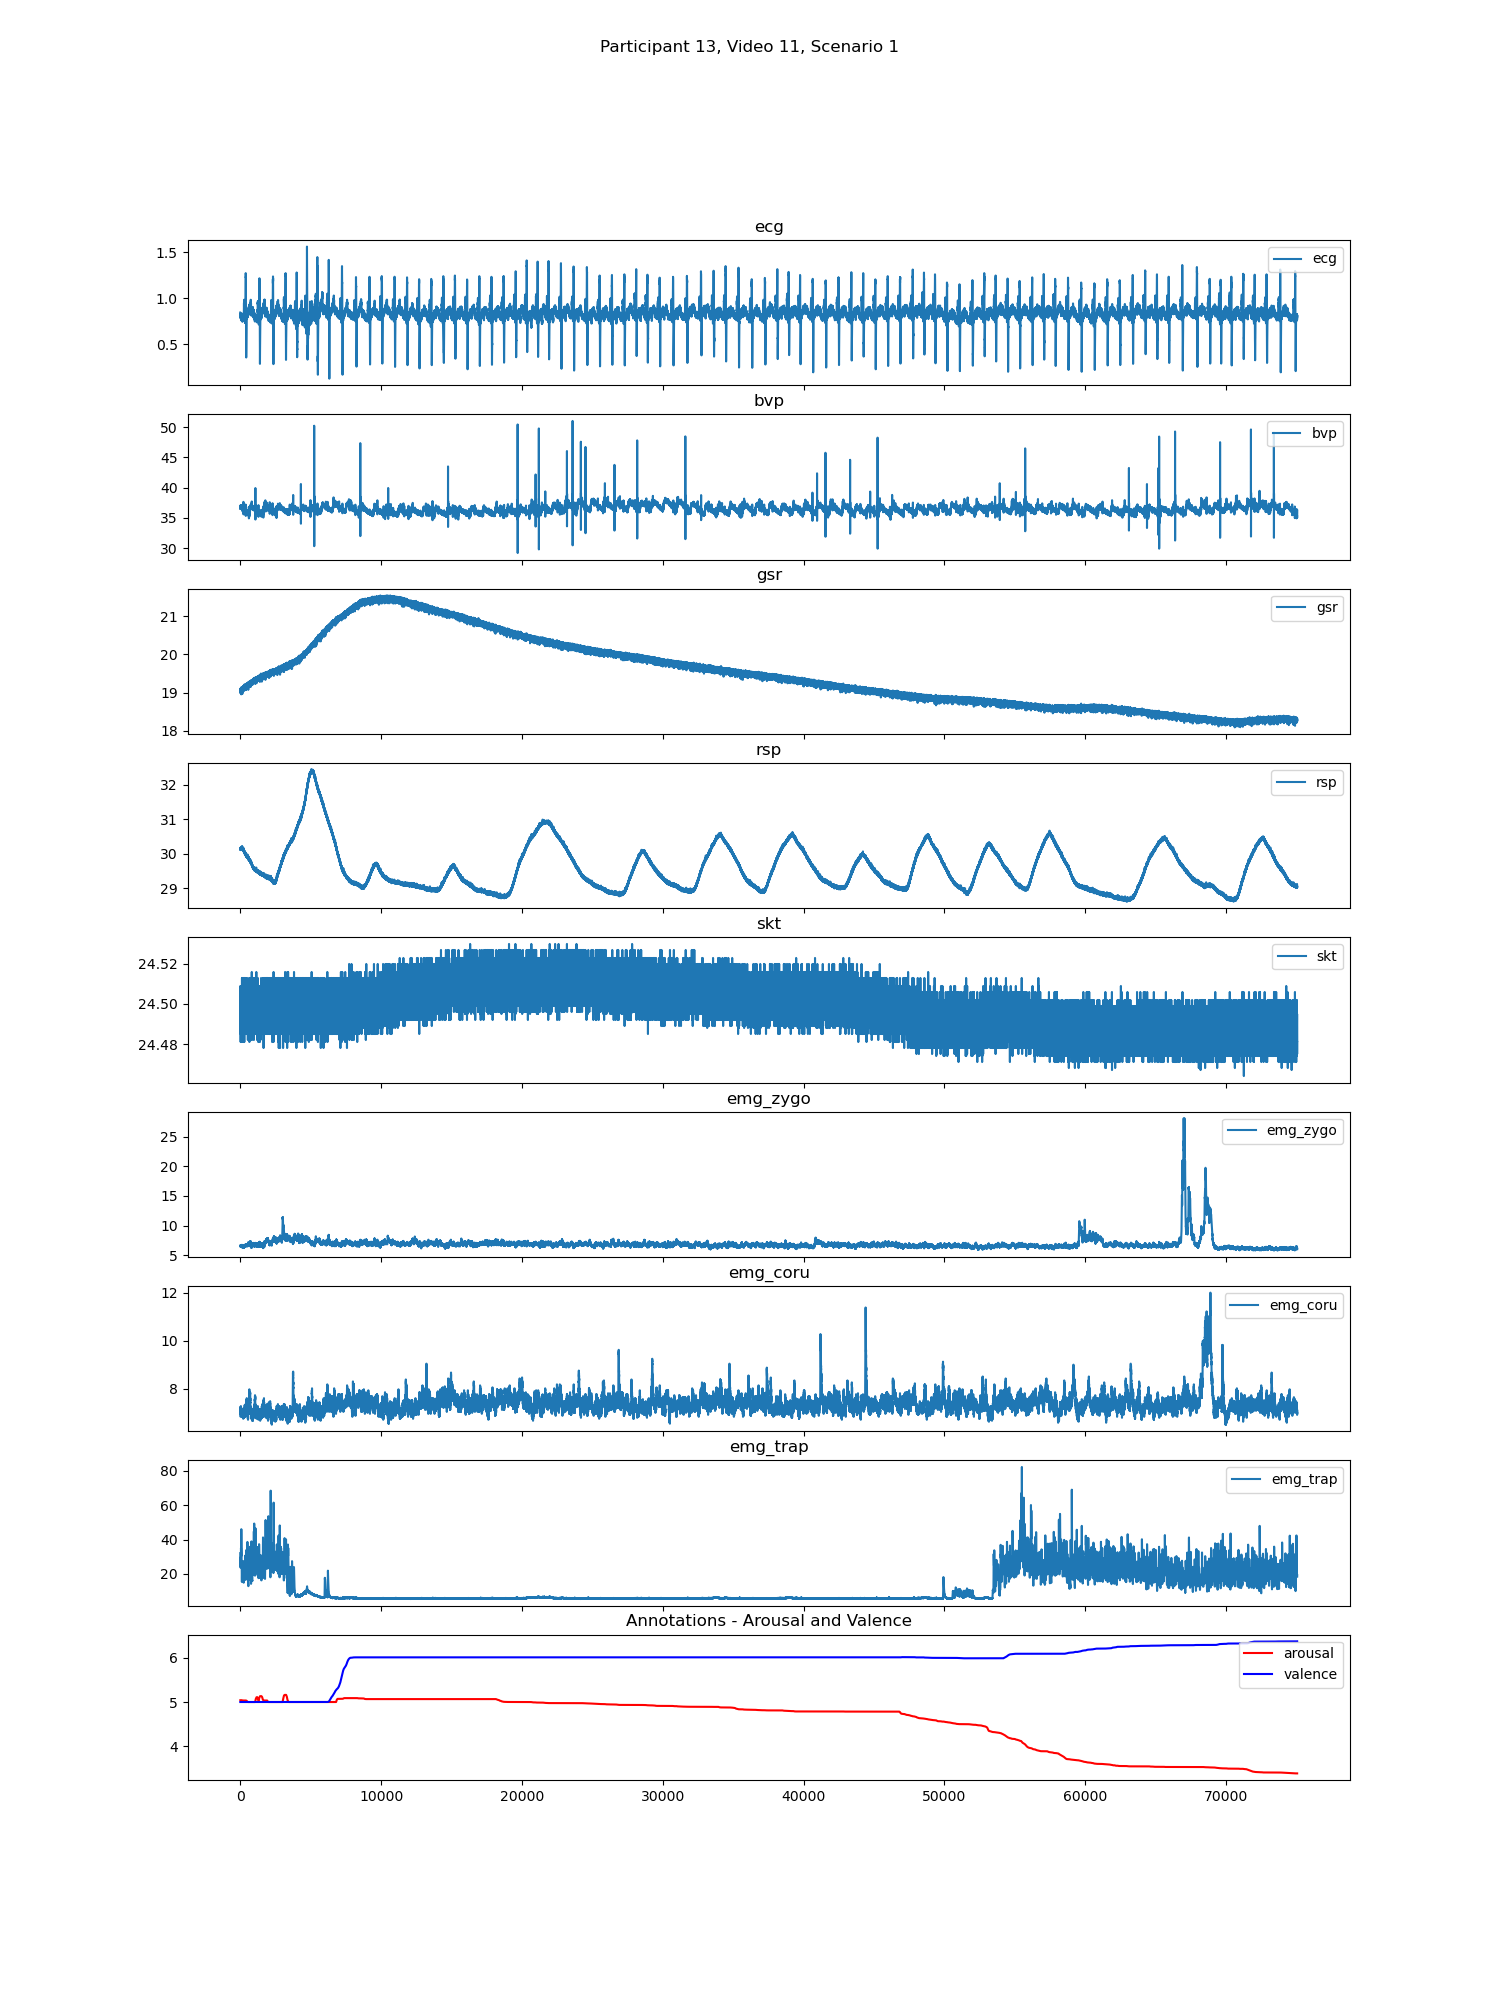 Participant 13, Video 11, Scenario 1
ecg
1.5
1.0
0.5
ecg
bvp
50
45
40
35
30
bvp
gsr
21
20
19
18
gsr
rsp
32
31
30
29
rsp
skt
24.52
24.50
24.48
skt
emg_zygo
25
20
15
10
5
emg_zygo
emg_coru
12
10
8
emg_coru
emg_trap
80
60
40
20
emg_trap
Annotations - Arousal and Valence
6
5
4
arousal
valence
0 10000 20000 30000 40000 50000 60000 70000